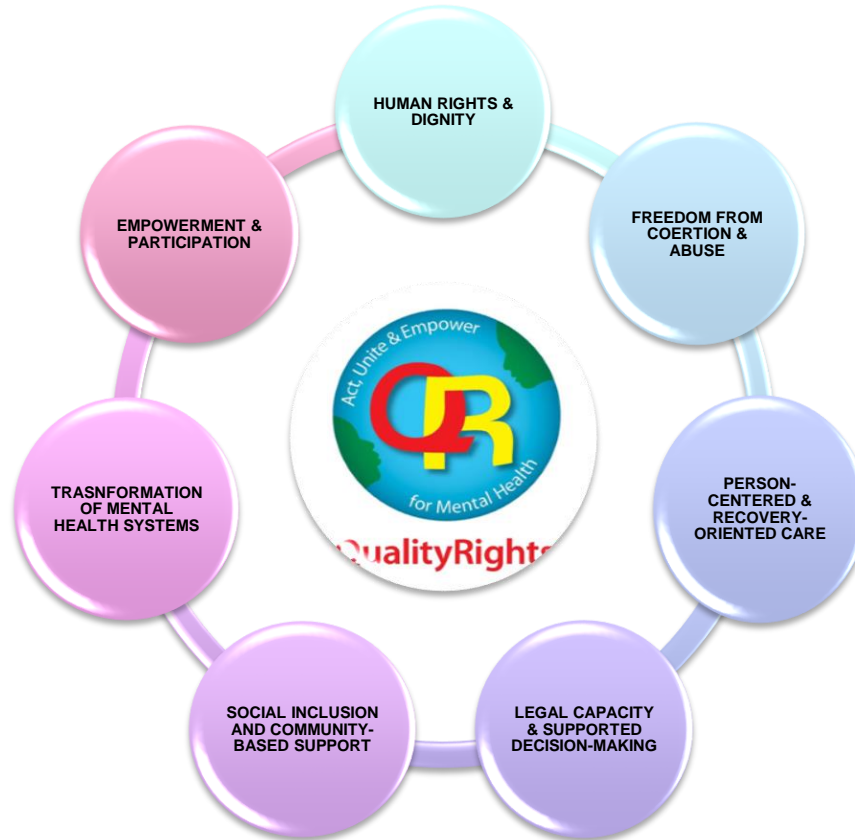 HUMAN RIGHTS &
DIGNITY
FREEDOM FROM
COERTION &
ABUSE
PERSON-
CENTERED &
RECOVERY-
ORIENTED CARE
LEGAL CAPACITY
& SUPPORTED
DECISION-MAKING
SOCIAL INCLUSION
AND COMMUNITY-
BASED SUPPORT
TRASNFORMATION
OF MENTAL
HEALTH SYSTEMS
EMPOWERMENT &
PARTICIPATION
Act, Unite & Empower
QR
for Mental Health
QualityRights